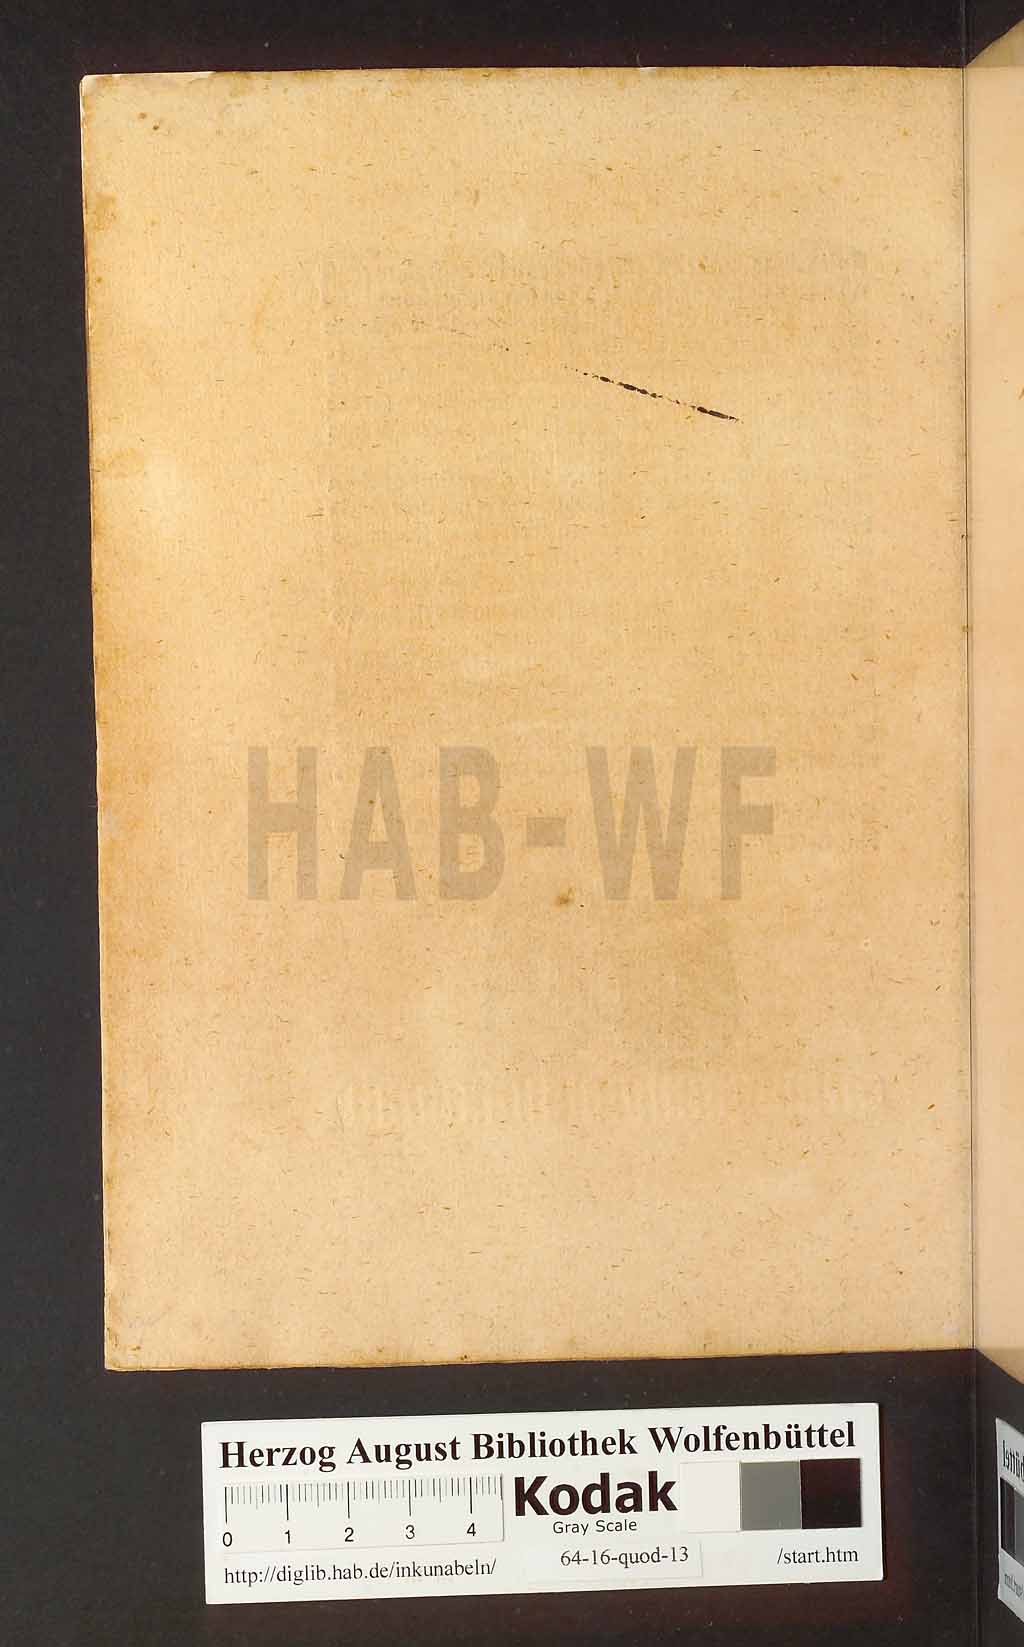 HAB-WF
Herzog August Bibliothek Wolfenbüttel
0 1 2 3 4
Kodak
Gray Scale
http://diglib.hab.de/inkunabeln/ 64-16-quod-13 /start.htm